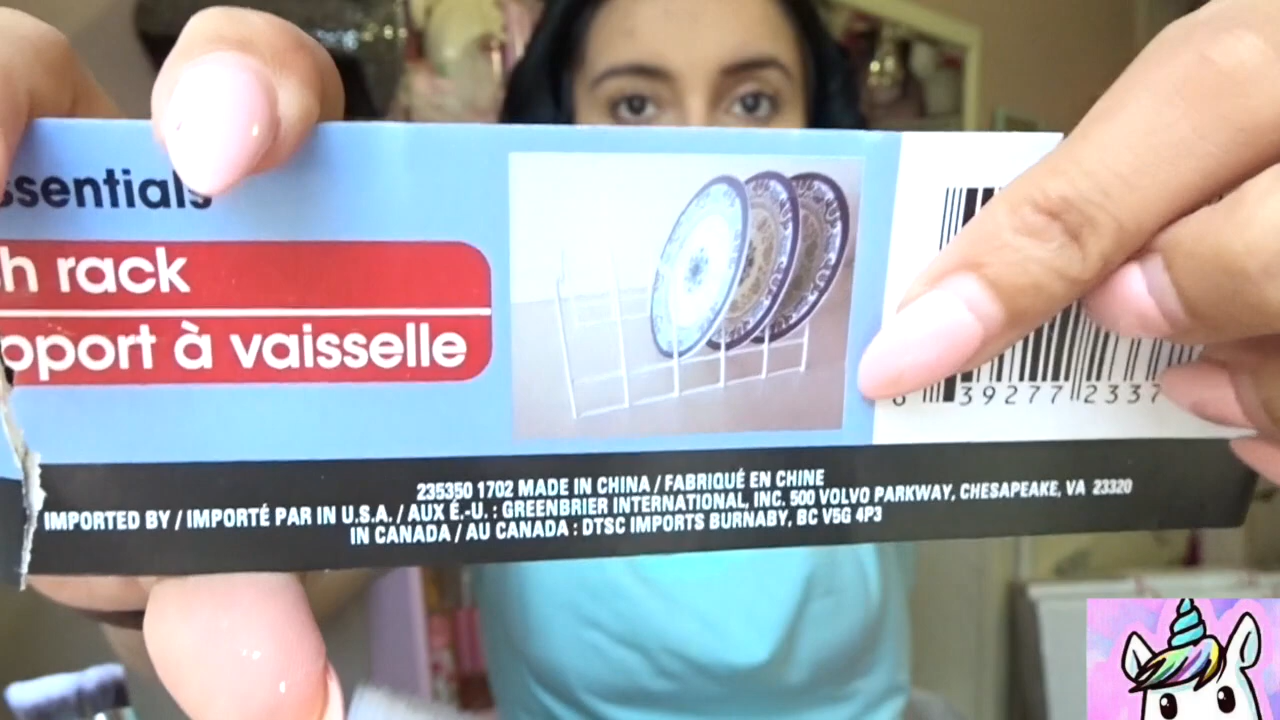 ssentials
h rack
pport à vaisselle
39277 2337
235350 1702 MADE IN CHINA / FABRIQUÉ EN CHINE
IMPORTED BY / IMPORTÉ PAR IN U.S.A. / AUX É.-U. : GREENBRIER INTERNATIONAL, INC. 500 VOLVO PARKWAY, CHESAPEAKE, VA 23320
IN CANADA / AU CANADA : DTSC IMPORTS BURNABY, BC V5G 4P3